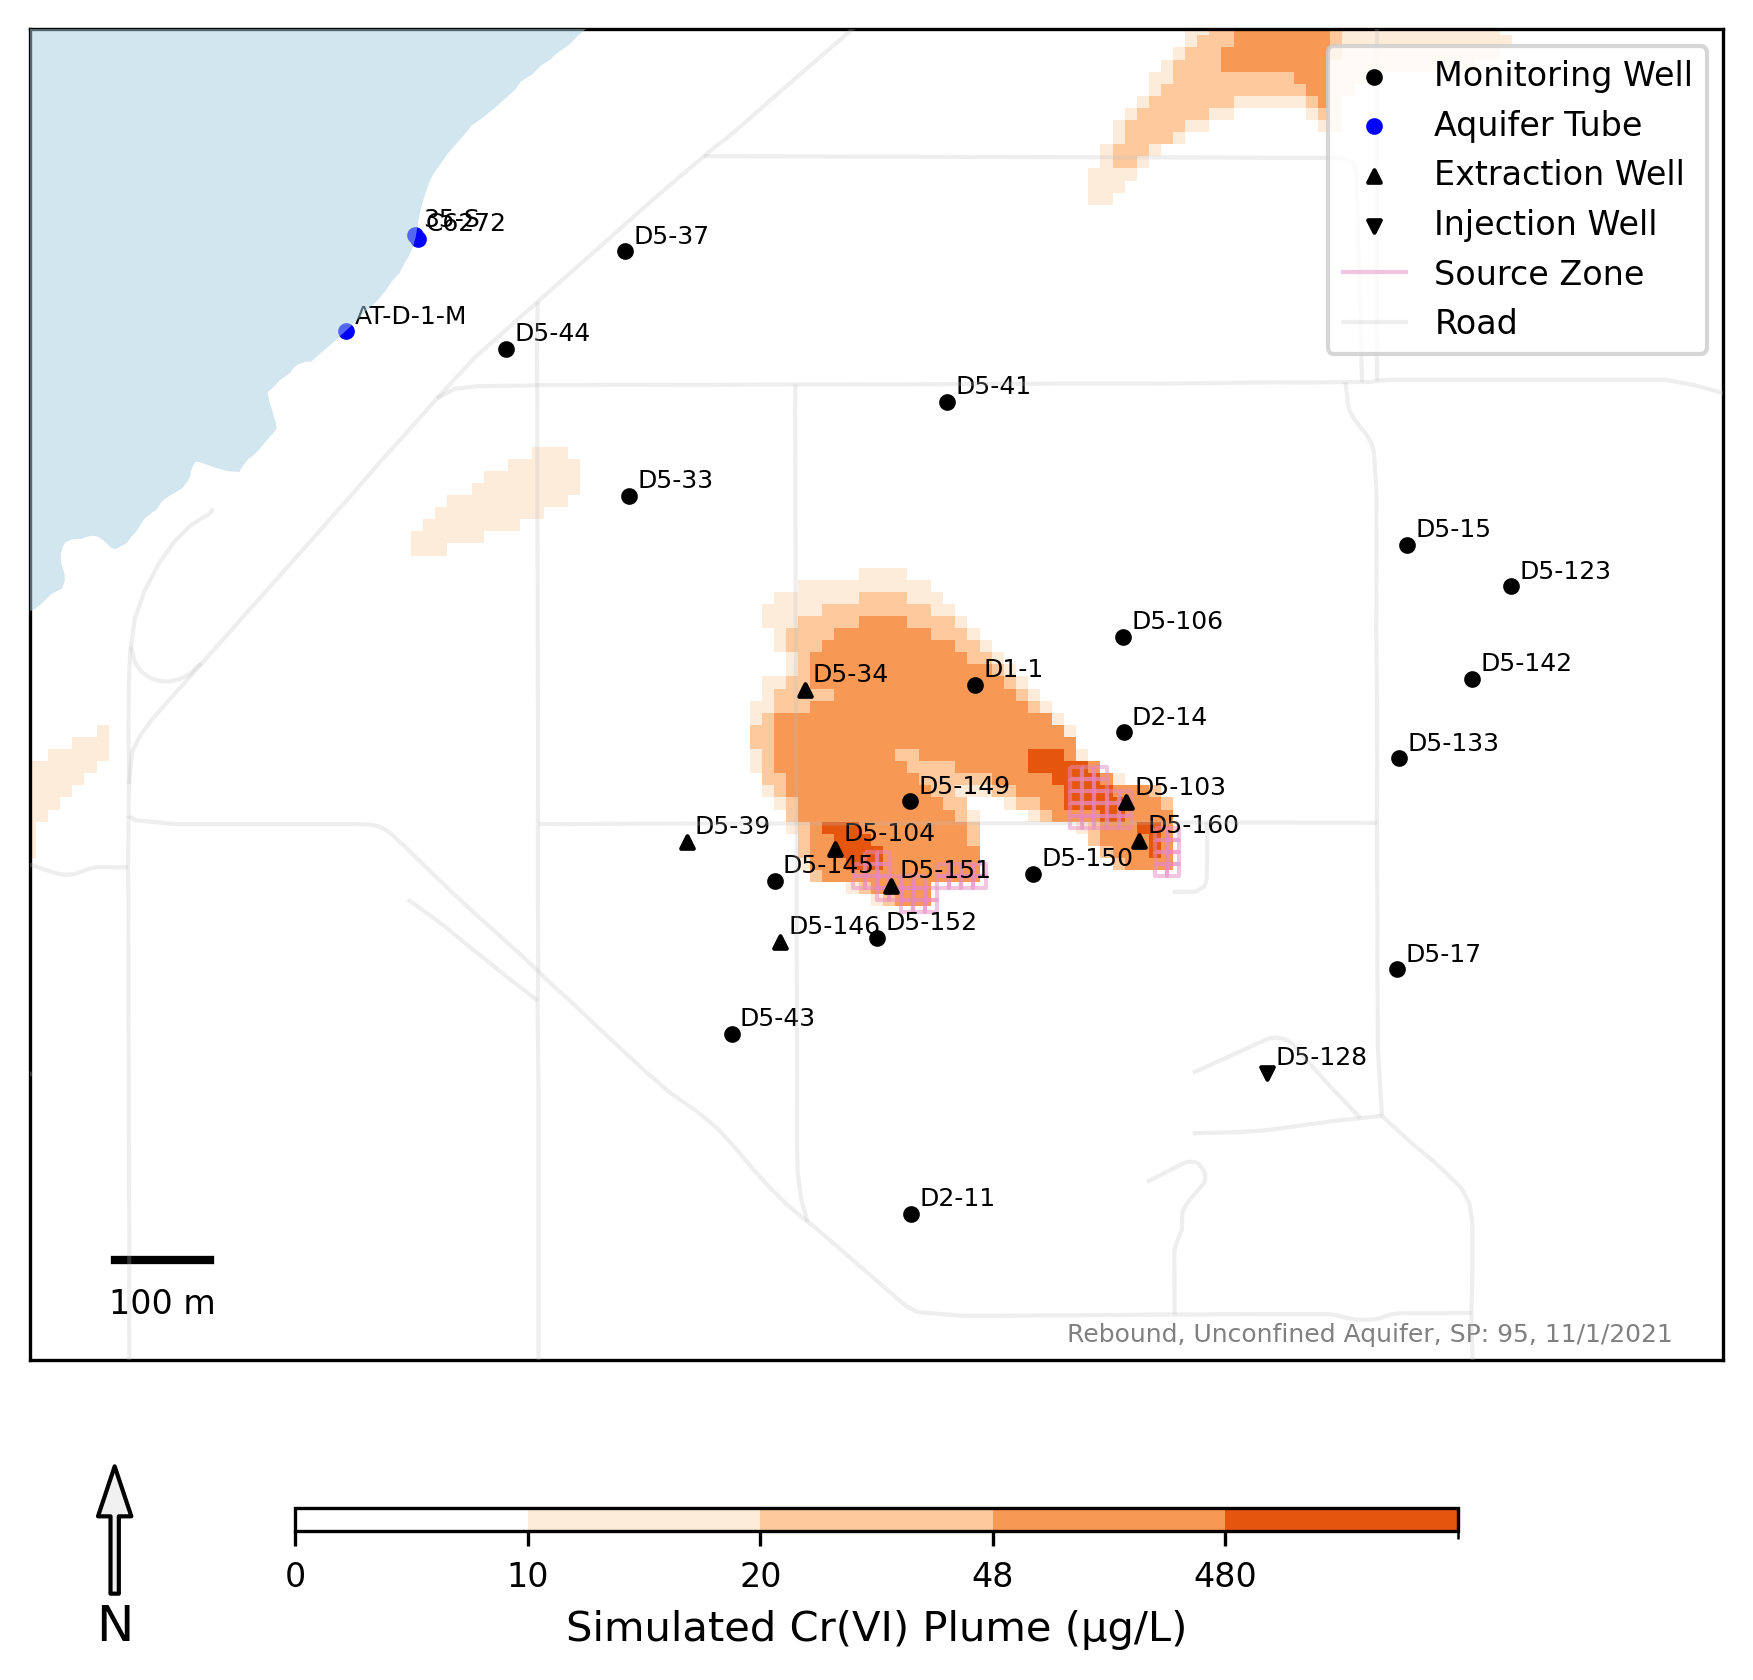 Monitoring Well
Aquifer Tube
Extraction Well
Injection Well
Source Zone
Road
35-S
C6272
D5-37
AT-D-1-M
D5-44
D5-41
D5-33
D5-15
D5-123
D5-106
D5-142
D5-34
D1-1
D2-14
D5-133
D5-149
D5-103
D5-39
D5-104
D5-160
D5-145
D5-151
D5-150
D5-146
D5-152
D5-17
D5-43
D5-128
D2-11
100 m
Rebound, Unconfined Aquifer, SP: 95, 11/1/2021
N
0 10 20 48 480
Simulated Cr(VI) Plume (μg/L)